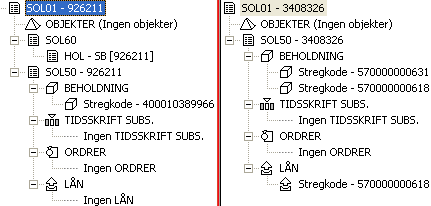 SOL01 - 926211
OBJEKTER (Ingen objekter)
SOL60
HOL - SB [926211]
SOL50 - 926211
BEHOLDNING
Stregkode - 400010389966
TIDSSKRIFT SUBS.
Ingen TIDSSKRIFT SUBS.
ORDRER
Ingen ORDRER
LÅN
Ingen LÅN
SOL01 - 3408326
OBJEKTER (Ingen objekter)
SOL50 - 3408326
BEHOLDNING
Stregkode - 570000000631
Stregkode - 570000000618
TIDSSKRIFT SUBS.
Ingen TIDSSKRIFT SUBS.
ORDRER
Ingen ORDRER
LÅN
Stregkode - 570000000618